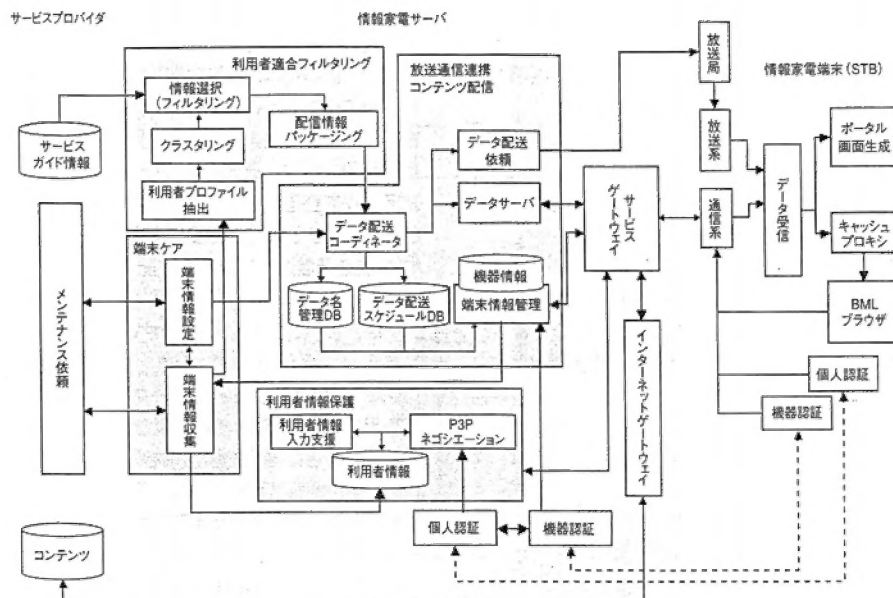 サービスプロバイダ
情報家電サーバ
利用者適合フィルタリング
情報選択
(フィルタリング)
配信情報
パッケージング
サービス
ガイド情報
クラスタリング
利用者プロファイル
抽出
放送通信連携
コンテンツ配信
データ配送
依頼
データサーバ
データ配送
コーディネータ
機器情報
データ名
管理DB
データ配送
スケジュールDB
端末情報管理
端末ケア
端末情報設定
端末情報収集
メンテナンス依頼
利用者情報保護
利用者情報
入力支援
P3P
ネゴシエーション
利用者情報
個人認証
機器認証
コンテンツ
サービス
ゲートウェイ
インターネットゲートウェイ
放送局
情報家電端末(STB)
放送系
通信系
データ受信
ポータル
画面生成
キャッシュ
プロキシ
BML
ブラウザ
個人認証
機器認証